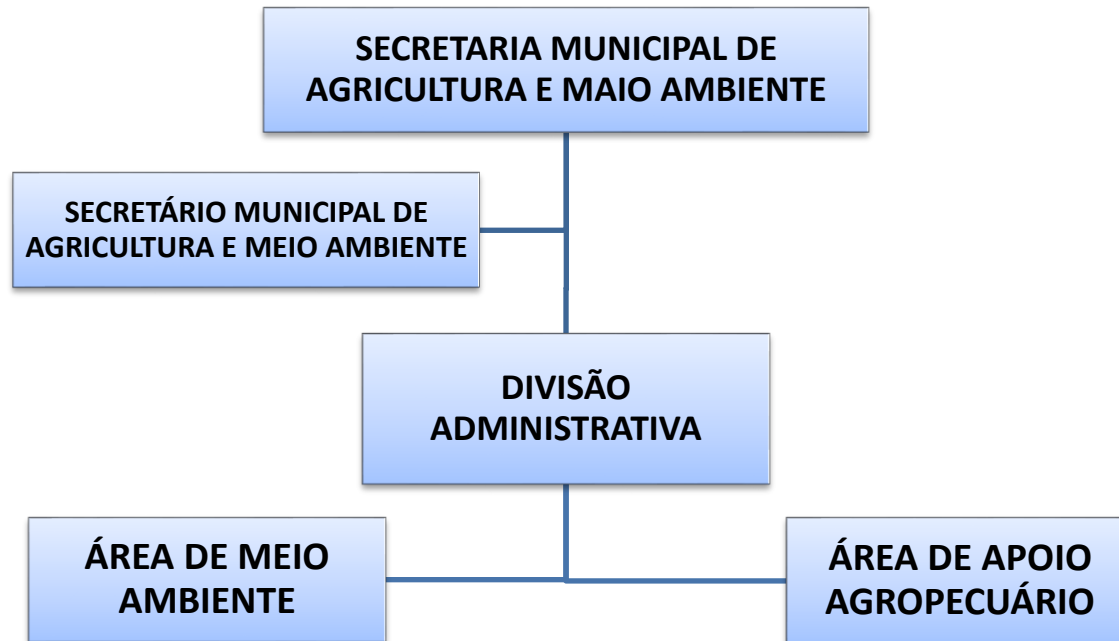 SECRETARIA MUNICIPAL DE
AGRICULTURA E MAIO AMBIENTE
SECRETÁRIO MUNICIPAL DE
AGRICULTURA E MEIO AMBIENTE
DIVISÃO
ADMINISTRATIVA
ÁREA DE MEIO
AMBIENTE
ÁREA DE APOIO
AGROPECUÁRIO